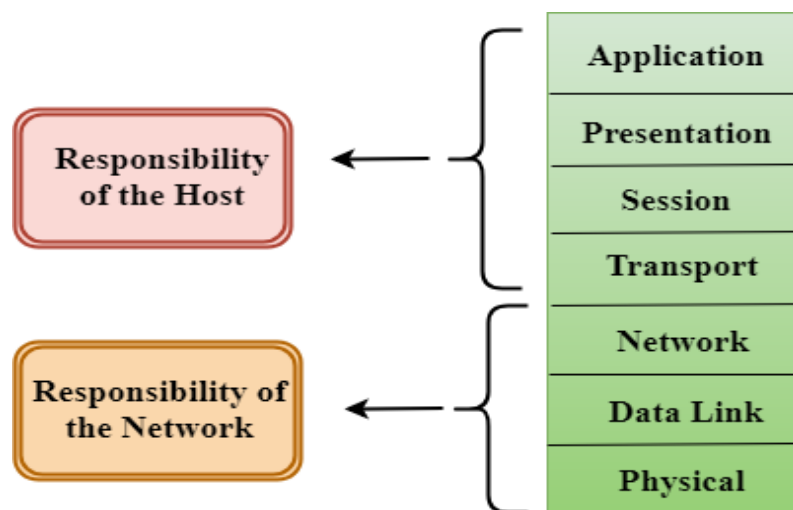 Responsibility
of the Host
Responsibility of
the Network
Application
Presentation
Session
Transport
Network
Data Link
Physical